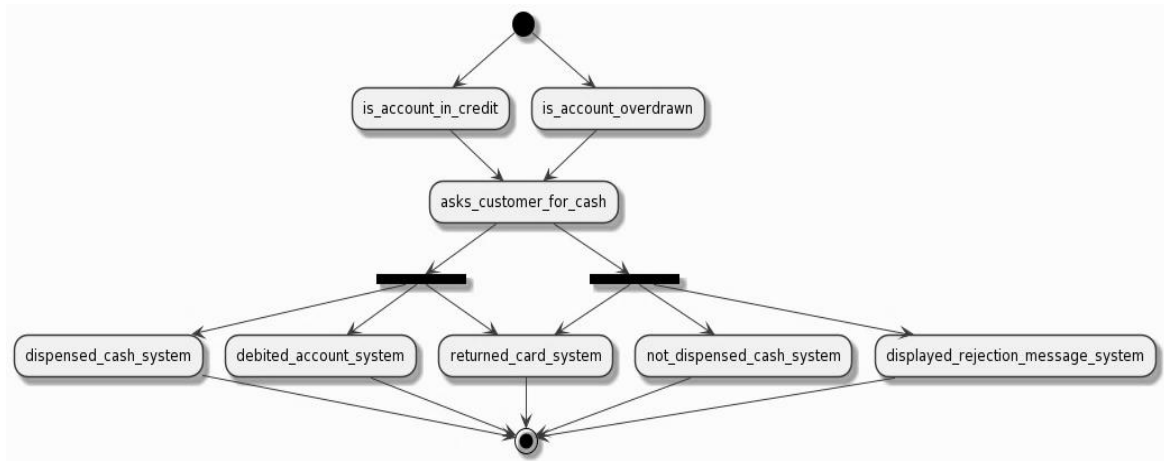 is_account_in_credit
is_account_overdrawn
asks_customer_for_cash
dispensed_cash_system
debited_account_system
returned_card_system
not_dispensed_cash_system
displayed_rejection_message_system